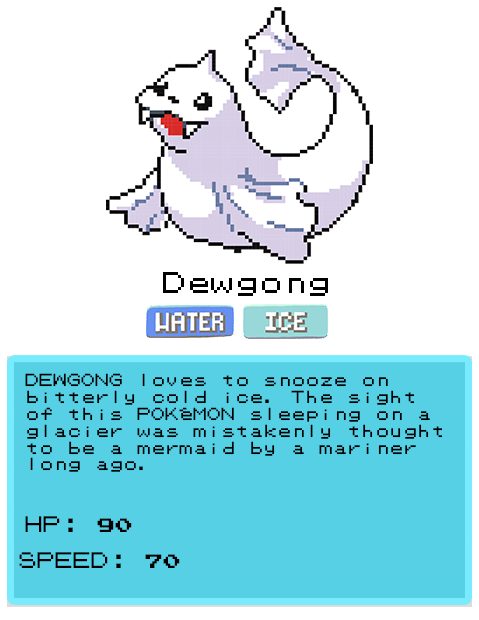 Dewgong
WATER ICE
DEWGONG loves to snooze on
bitterly cold ice. The sight
of this POKéMON sleeping on a
glacier was mistakenly thought
to be a mermaid by a mariner
long ago.
HP: 90
SPEED: 70